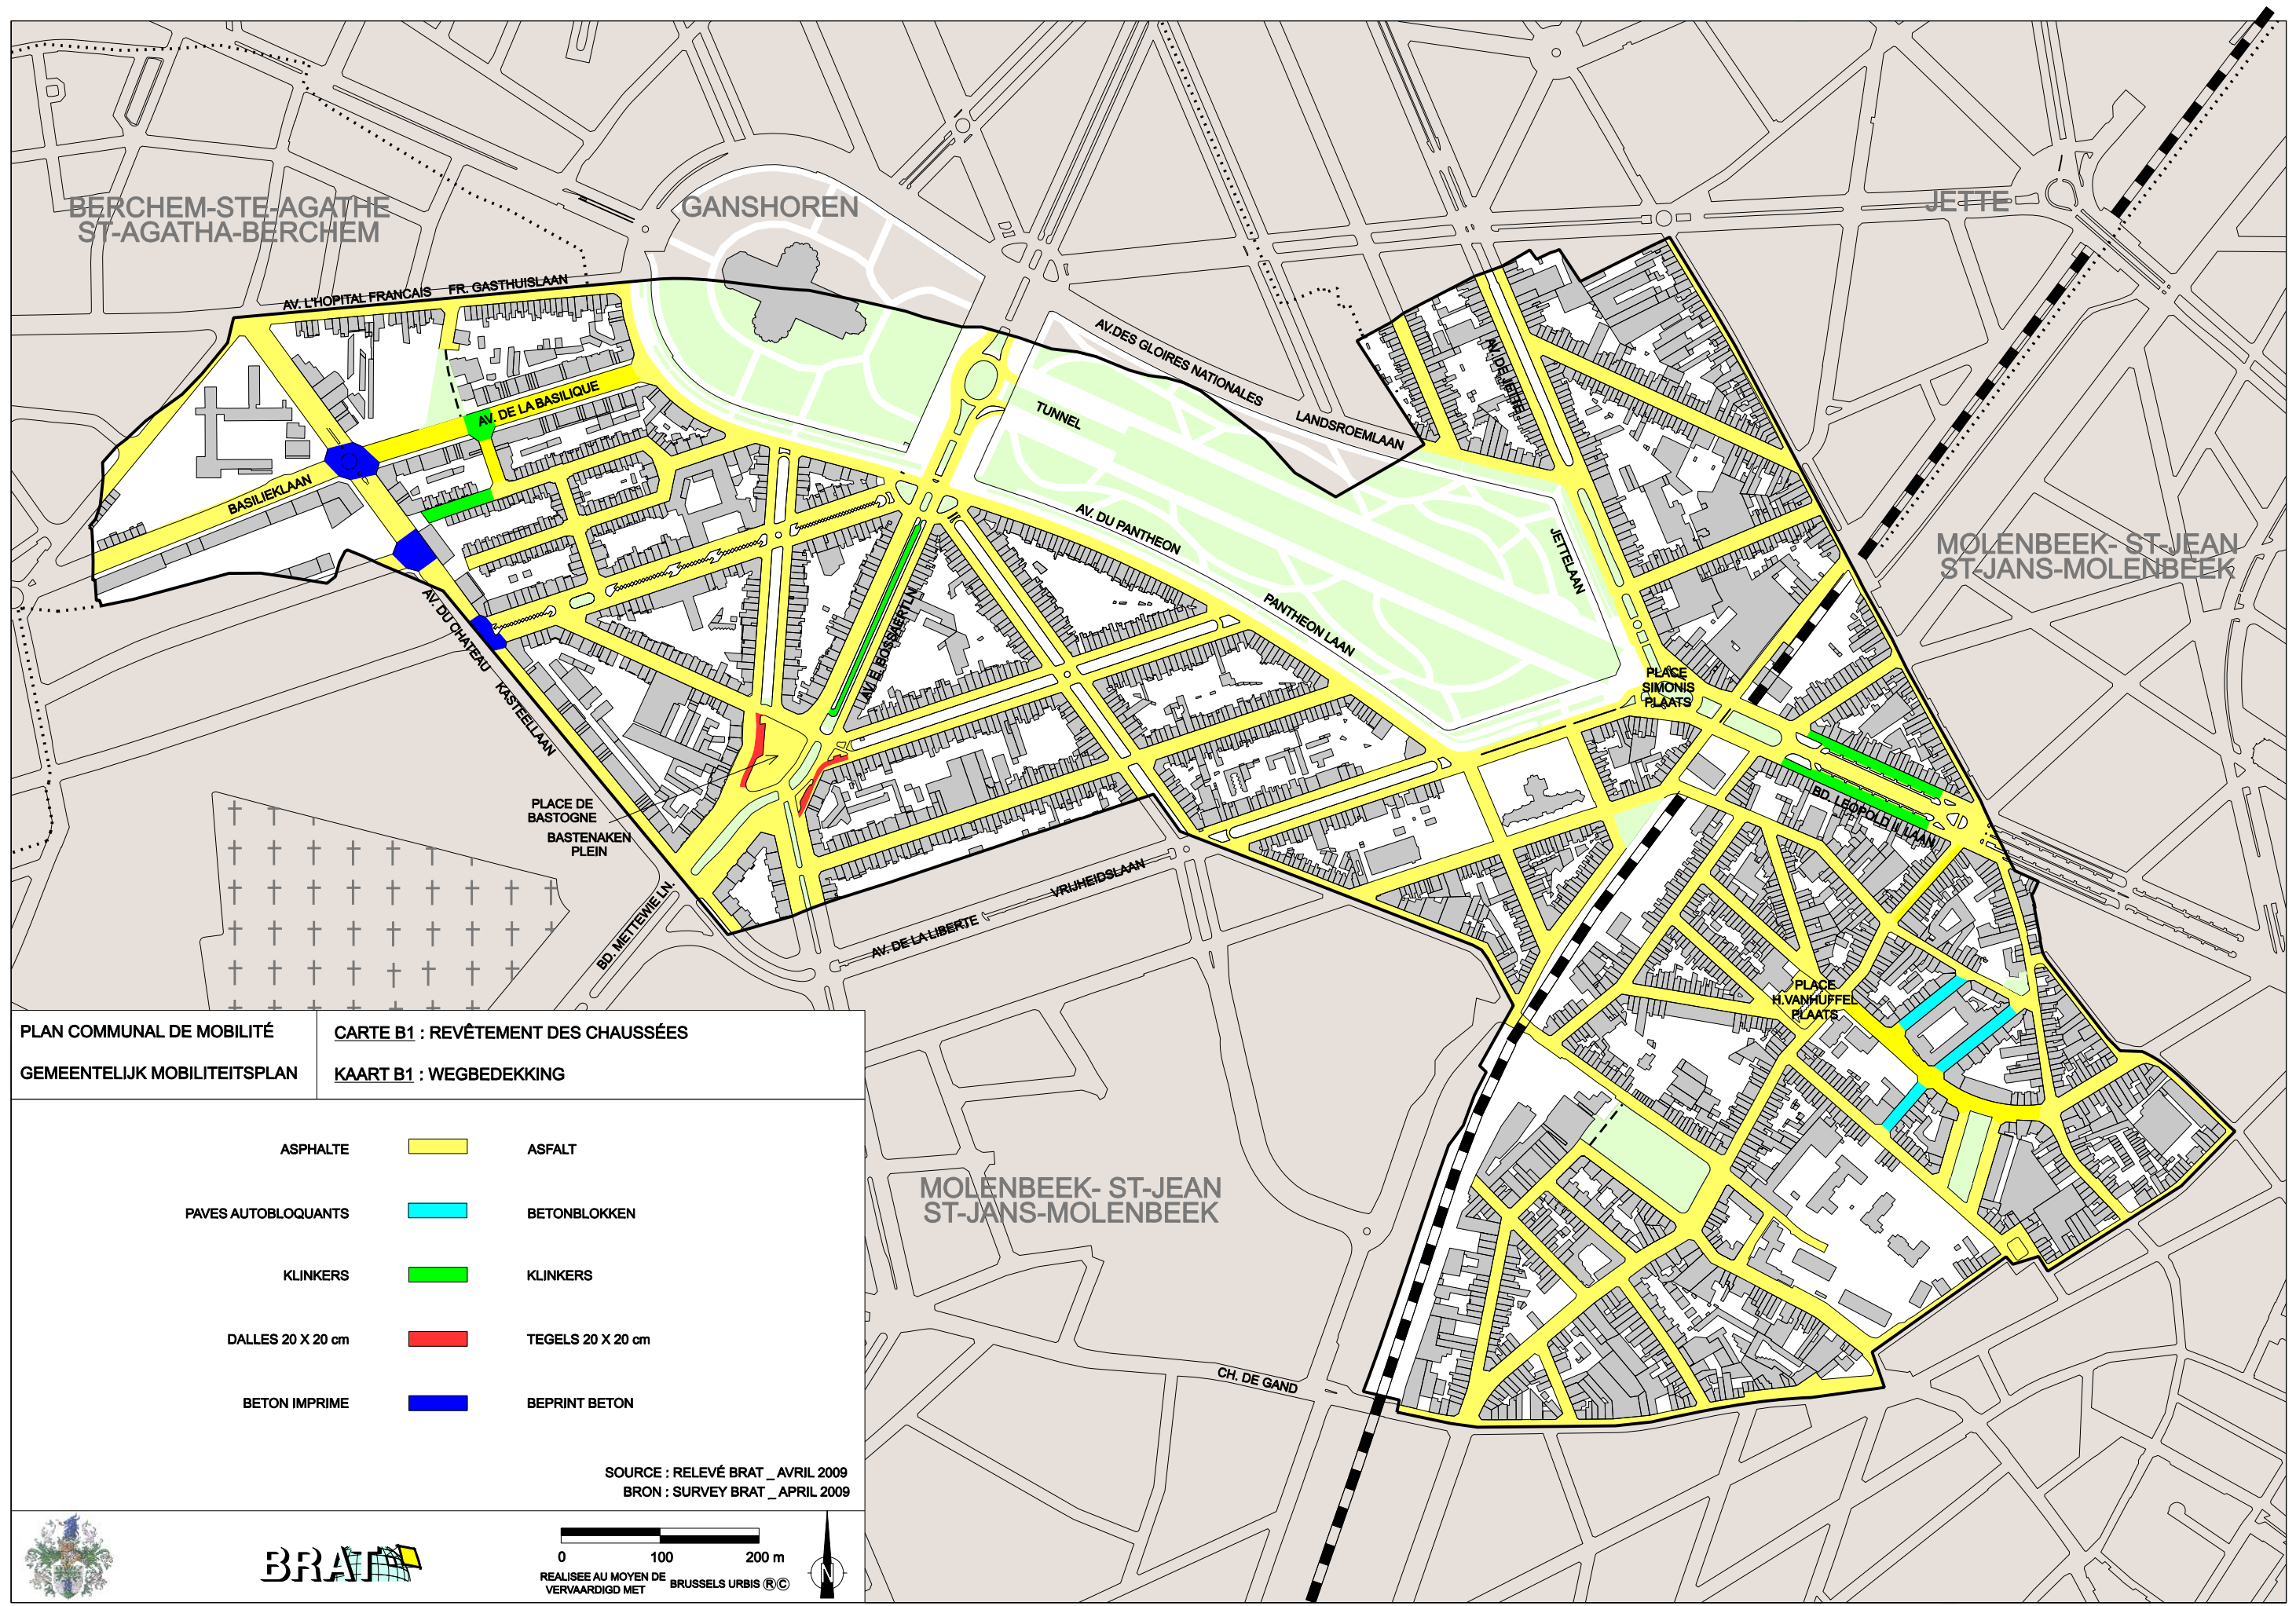 BERCHEM-STE-AGATHE
ST-AGATHA-BERCHEM
GANSHOREN
JETTE
AV. L'HOPITAL FRANCAIS
FR. GASTHUISLAAN
AV.DES GLOIRES NATIONALES
LANDSROEMLAAN
AV. DE JETTE
TUNNEL
AV. DE LA BASILIQUE
BASILIEKLAAN
AV. DU PANTHEON
PANTHEON LAAN
JETTELAAN
MOLENBEEK- ST-JEAN
ST-JANS-MOLENBEEK
AV. DU CHATEAU
KASTEELLAAN
AV. E. BOSSAERT LN
PLACE
SIMONIS
PLAATS
BD. LEOPOLD II LAAN
PLACE DE
BASTOGNE
BASTENAKEN
PLEIN
BD. METTEWIE LN.
AV. DE LA LIBERTE
VRIJHEIDSLAAN
PLACE
H.VANHUFFEL
PLAATS
MOLENBEEK- ST-JEAN
ST-JANS-MOLENBEEK
CH. DE GAND
PLAN COMMUNAL DE MOBILITÉ
GEMEENTELIJK MOBILITEITSPLAN
CARTE B1 : REVÊTEMENT DES CHAUSSÉES
KAART B1 : WEGBEDEKKING
ASPHALTE
ASFALT
PAVES AUTOBLOQUANTS
BETONBLOKKEN
KLINKERS
KLINKERS
DALLES 20 X 20 cm
TEGELS 20 X 20 cm
BETON IMPRIME
BEPRINT BETON
SOURCE : RELEVÉ BRAT _ AVRIL 2009
BRON : SURVEY BRAT _ APRIL 2009
BRAT
0 100 200 m
REALISEE AU MOYEN DE
VERVAARDIGD MET
BRUSSELS URBIS ® ©
N